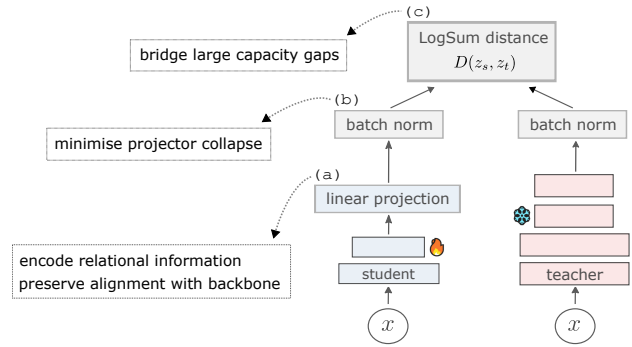 (c)
bridge large capacity gaps
LogSum distance
D(z_s, z_t)
(b)
minimise projector collapse
batch norm
batch norm
(a)
linear projection
encode relational information
preserve alignment with backbone
student
teacher
x
x